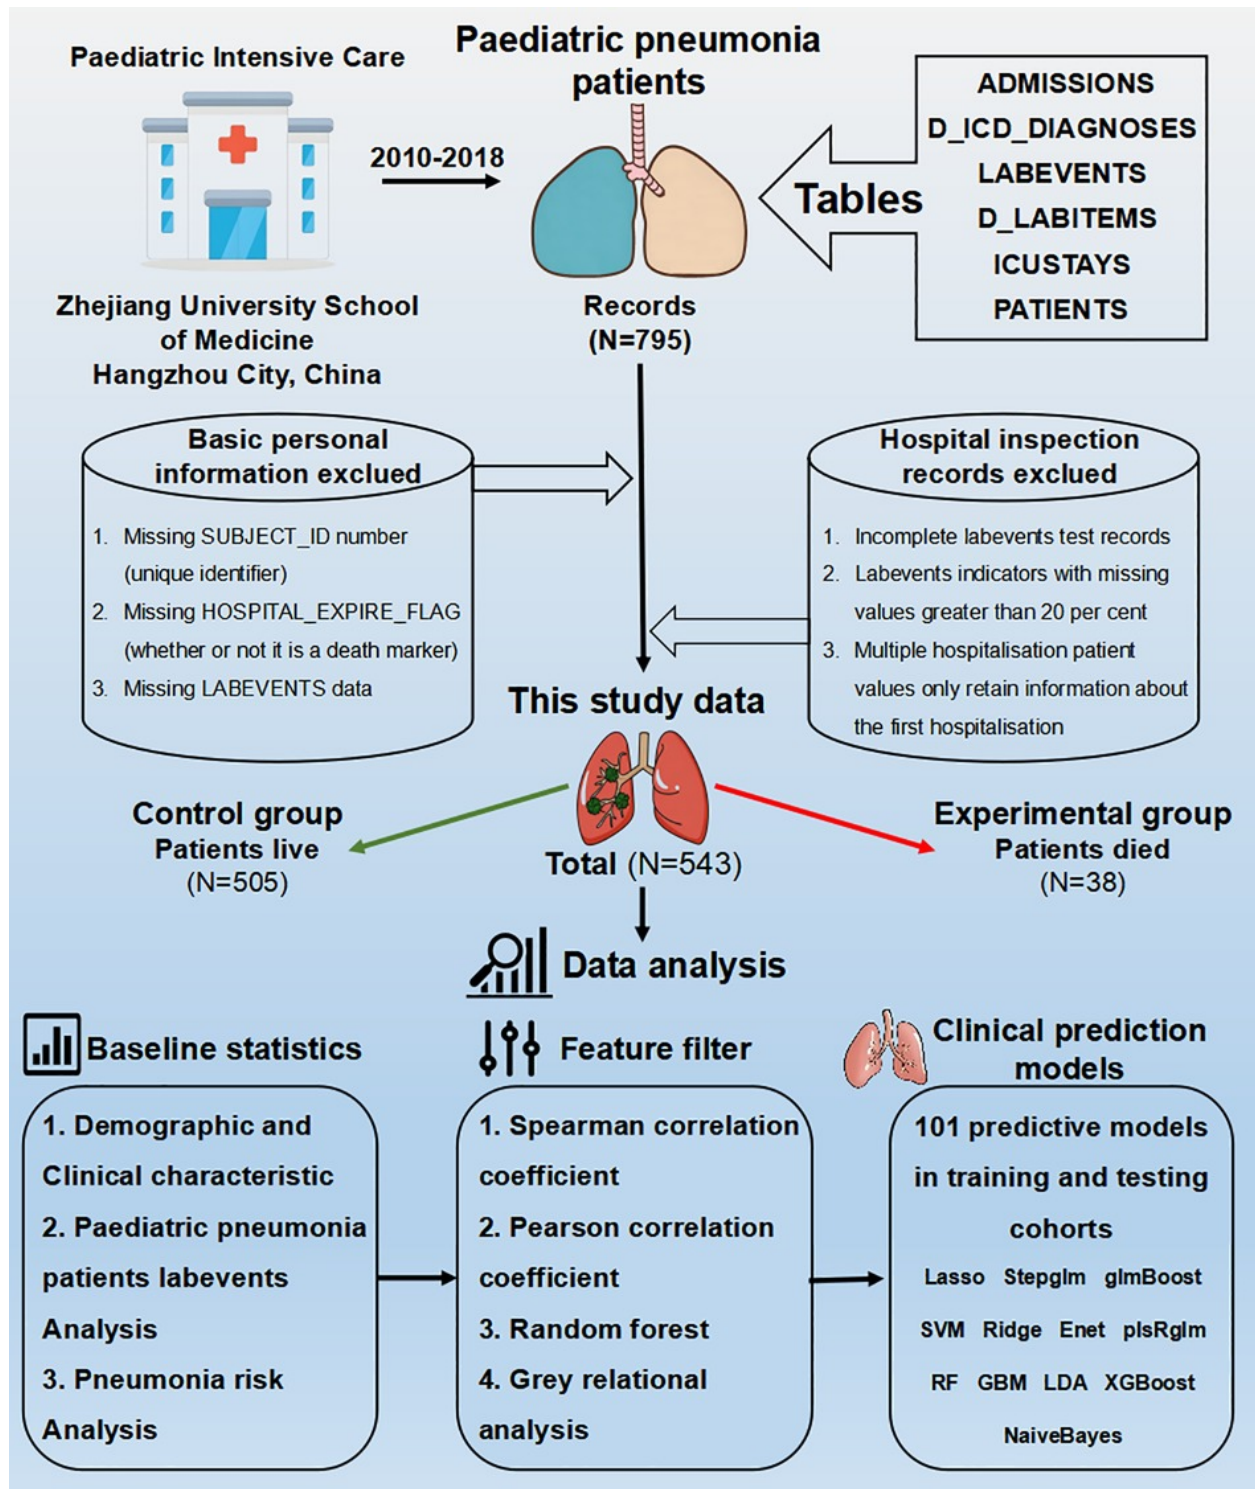 Paediatric Intensive Care
Paediatric pneumonia
patients
2010-2018
Zhejiang University School
of Medicine
Hangzhou City, China
Records
(N=795)
Tables
ADMISSIONS
D_ICD_DIAGNOSES
LABEVENTS
D_LABITEMS
ICUSTAYS
PATIENTS
Basic personal
information exclued
1. Missing SUBJECT_ID number
(unique identifier)
2. Missing HOSPITAL_EXPIRE_FLAG
(whether or not it is a death marker)
3. Missing LABEVENTS data
Hospital inspection
records exclued
1. Incomplete labevents test records
2. Labevents indicators with missing
values greater than 20 per cent
3. Multiple hospitalisation patient
values only retain information about
the first hospitalisation
This study data
Control group
Patients live
(N=505)
Total (N=543)
Experimental group
Patients died
(N=38)
Data analysis
Baseline statistics
1. Demographic and
Clinical characteristic
2. Paediatric pneumonia
patients labevents
Analysis
3. Pneumonia risk
Analysis
Feature filter
1. Spearman correlation
coefficient
2. Pearson correlation
coefficient
3. Random forest
4. Grey relational
analysis
Clinical prediction
models
101 predictive models
in training and testing
cohorts
Lasso Stepglm glmBoost
SVM Ridge Enet plsRglm
RF GBM LDA XGBoost
NaiveBayes